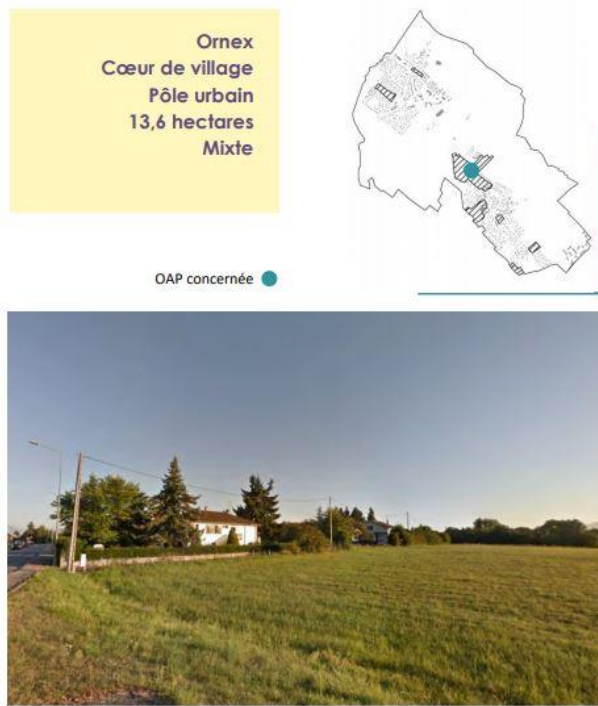 Ornex
Cœur de village
Pôle urbain
13,6 hectares
Mixte
OAP concernée